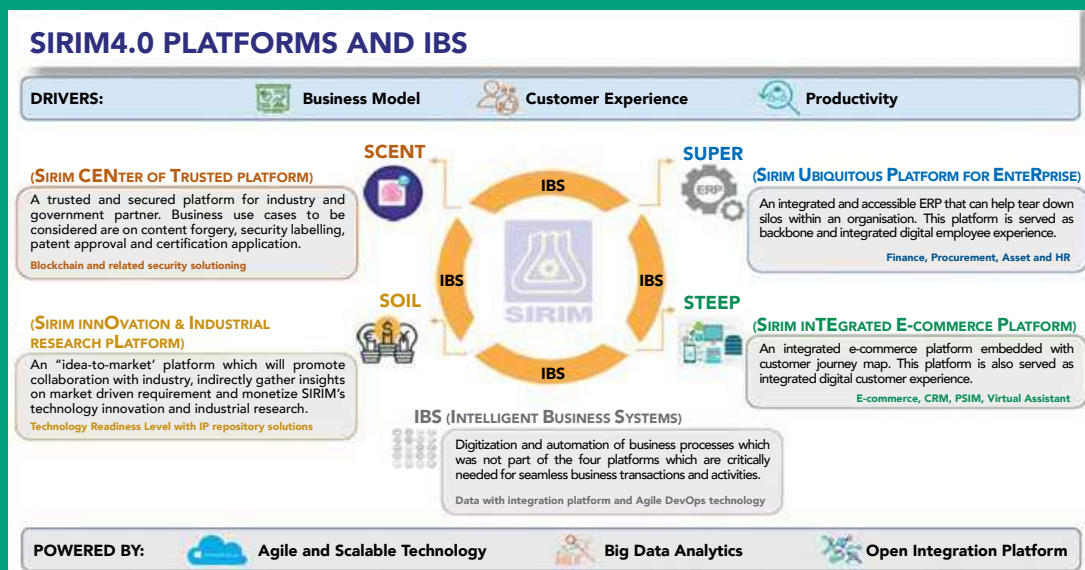 SIRIM4.0 PLATFORMS AND IBS
DRIVERS:
Business Model
Customer Experience
Productivity
SCENT
(SIRIM CENTER OF TRUSTED PLATFORM)
A trusted and secured platform for industry and
government partner. Business use cases to be
considered are on content forgery, security labelling,
patent approval and certification application.
Blockchain and related security solutioning
SUPER
ERP
(SIRIM UBIQUITOUS PLATFORM FOR ENTERPRISE)
An integrated and accessible ERP that can help tear down
silos within an organisation. This platform is served as
backbone and integrated digital employee experience.
Finance, Procurement, Asset and HR
IBS
IBS
IBS
IBS
SIRIM
SOIL
(SIRIM INNOVATION & INDUSTRIAL
RESEARCH PLATFORM)
An "idea-to-market' platform which will promote
collaboration with industry, indirectly gather insights
on market driven requirement and monetize SIRIM's
technology innovation and industrial research.
Technology Readiness Level with IP repository solutions
STEEP
(SIRIM INTEGRATED E-COMMERCE PLATFORM)
An integrated e-commerce platform embedded with
customer journey map. This platform is also served as
integrated digital customer experience.
E-commerce, CRM, PSIM, Virtual Assistant
IBS (INTELLIGENT BUSINESS SYSTEMS)
Digitization and automation of business processes which
was not part of the four platforms which are critically
needed for seamless business transactions and activities.
Data with integration platform and Agile DevOps technology
POWERED BY:
Agile and Scalable Technology
Big Data Analytics
Open Integration Platform